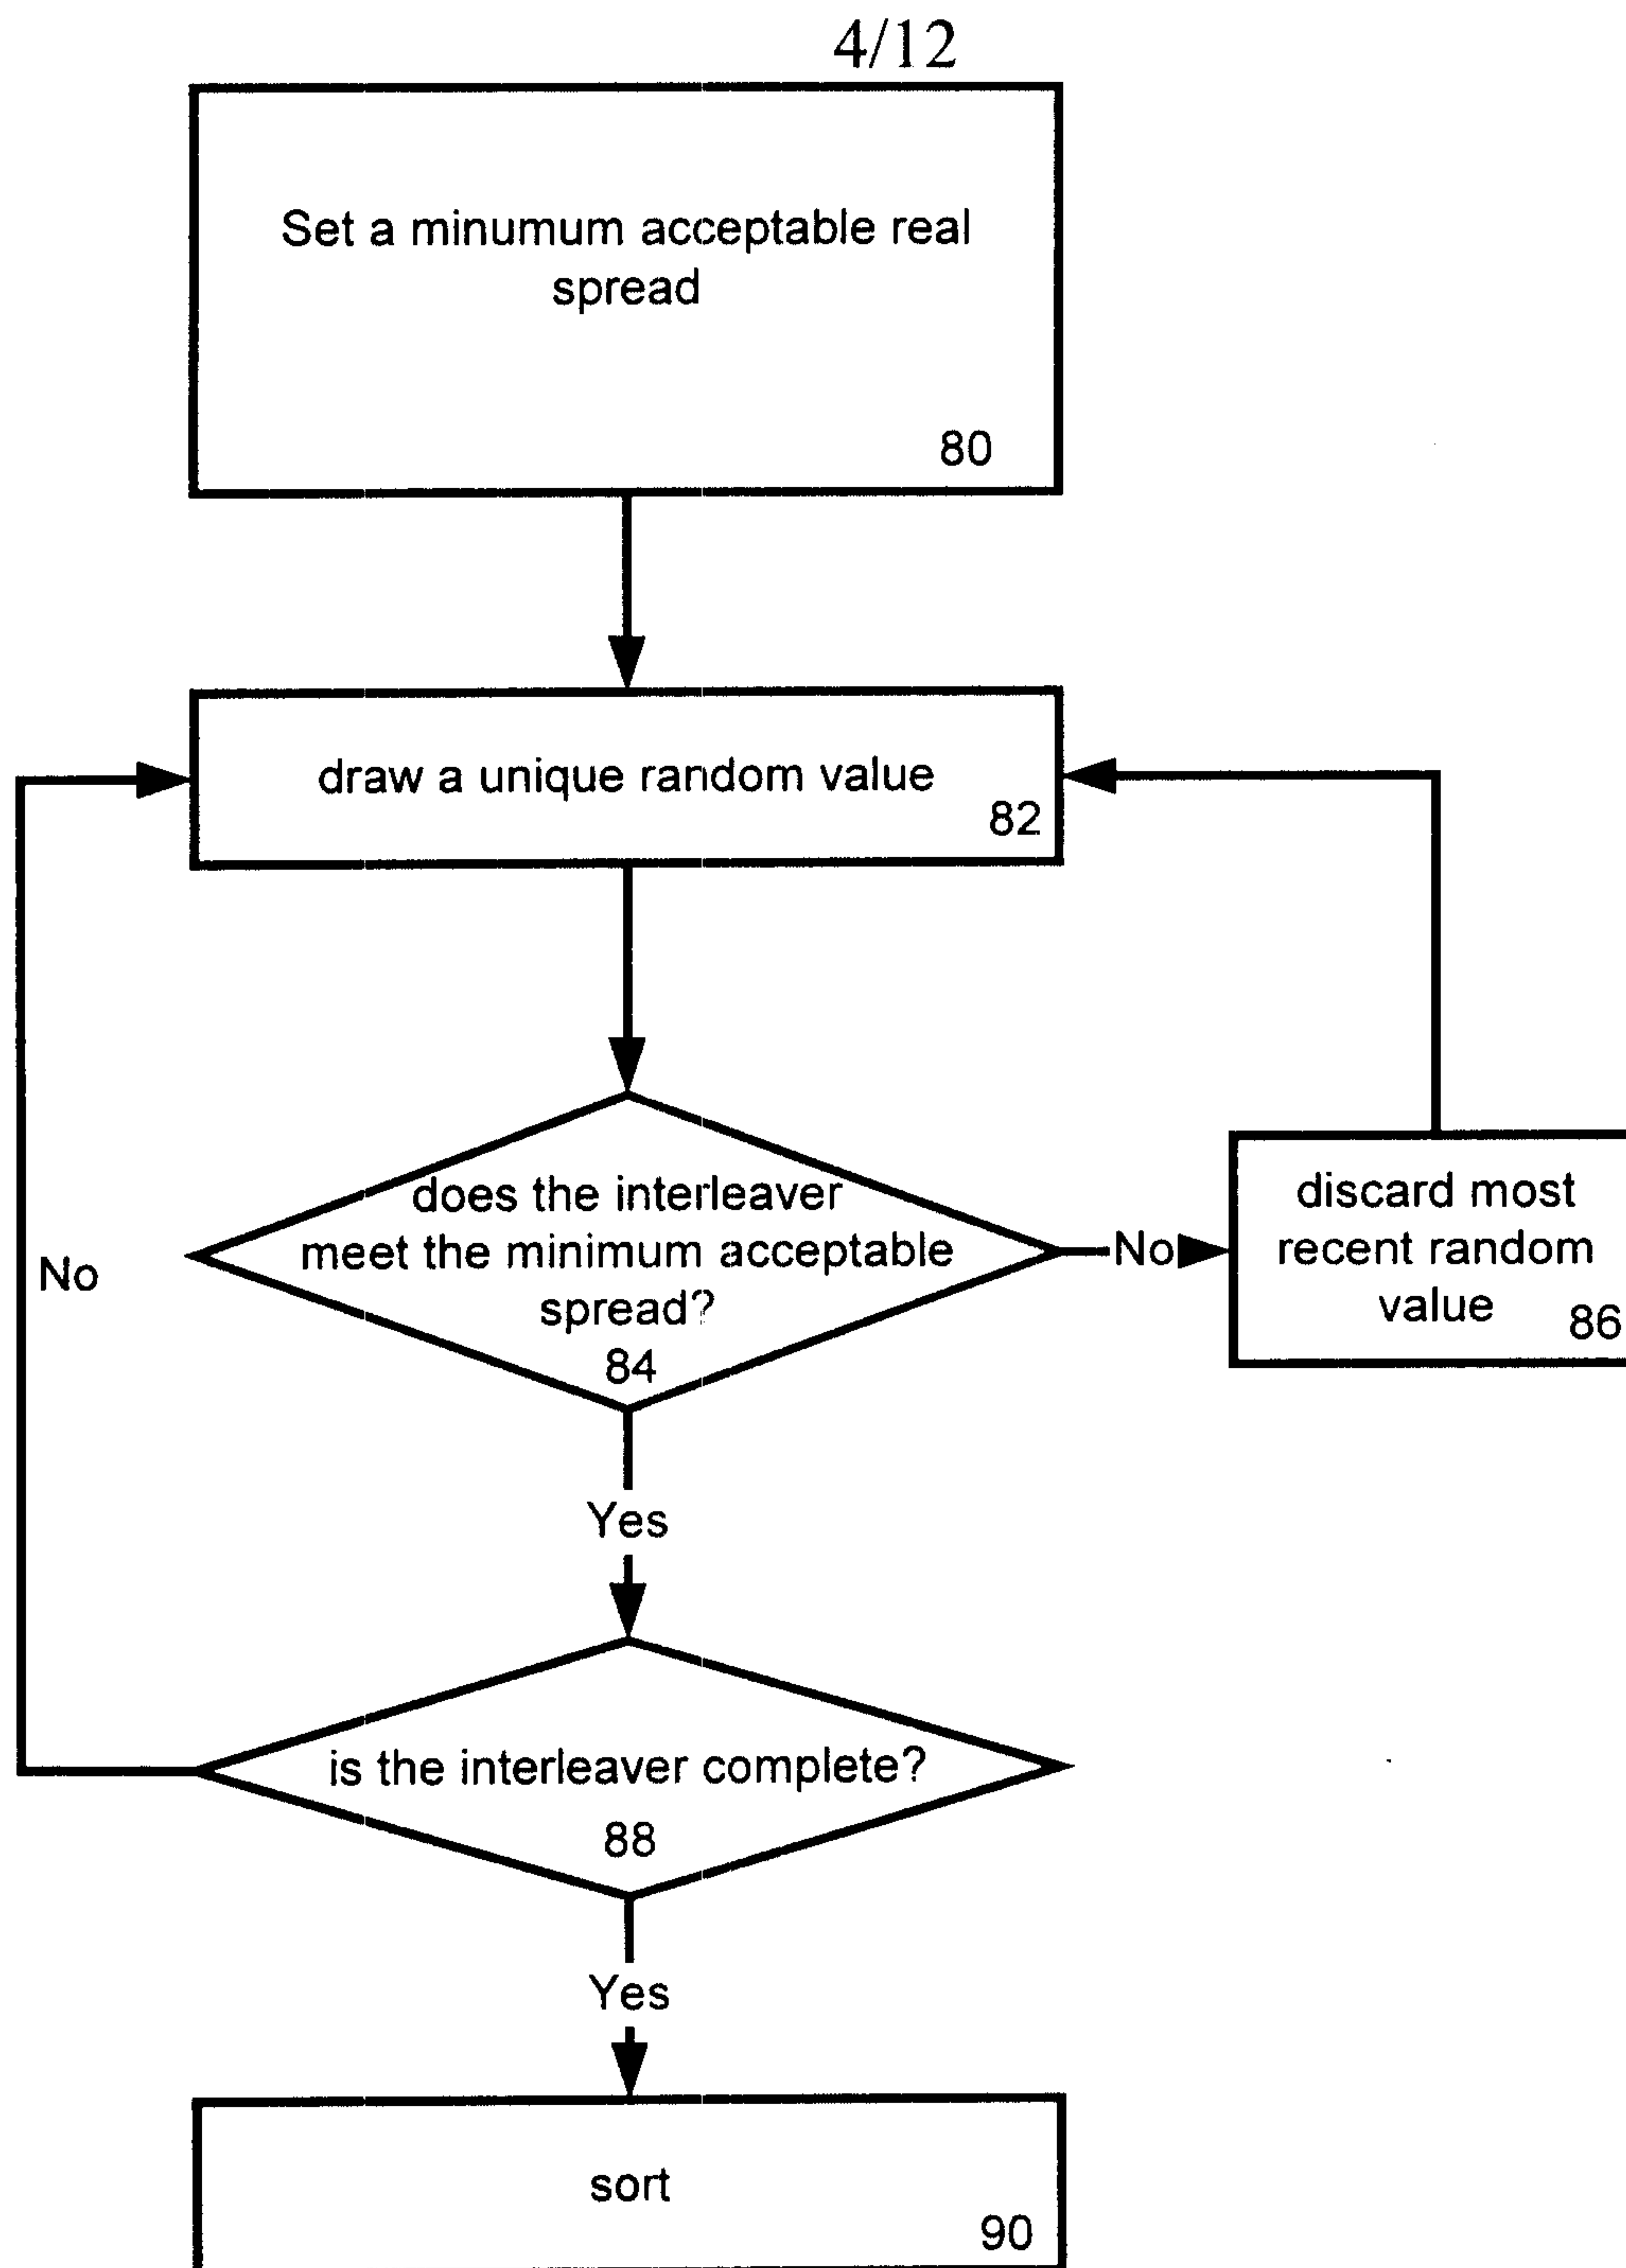 4/12
Set a minumum acceptable real
spread
80
draw a unique random value
82
does the interleaver
meet the minimum acceptable
spread?
84
No
discard most
recent random
value
86
No
Yes
is the interleaver complete?
88
Yes
sort
90